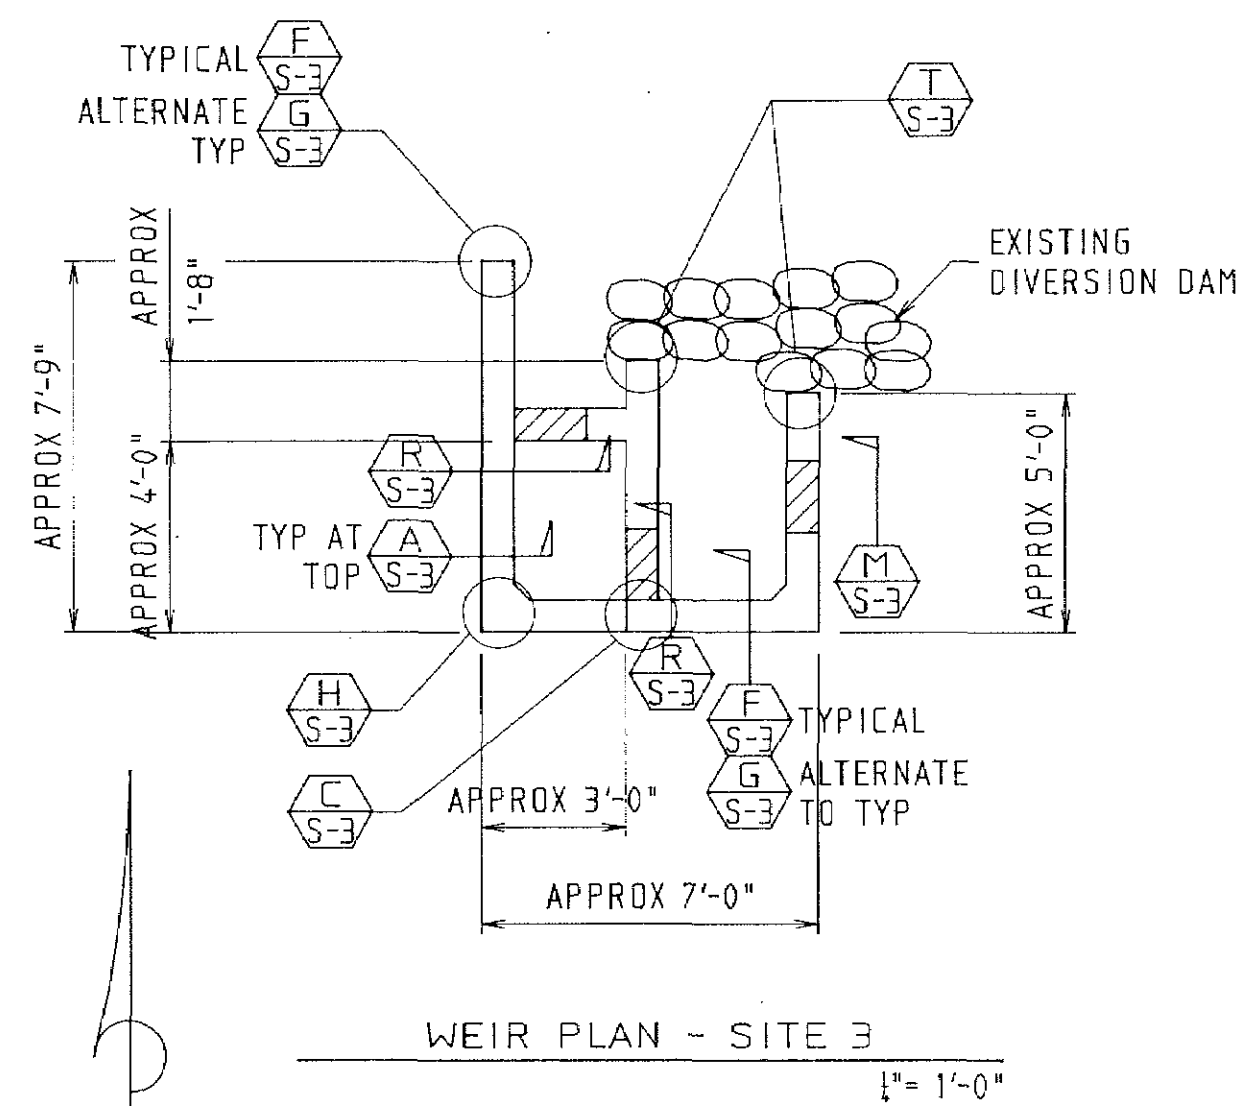 TYPICAL
F
S-3
ALTERNATE
TYP
G
S-3
T
S-3
EXISTING
DIVERSION DAM
APPROX
1'-8"
APPROX 7'-9"
APPROX 4'-0"
APPROX 5'-0"
R
S-3
TYP AT
TOP
A
S-3
M
S-3
R
S-3
H
S-3
F
S-3
TYPICAL
G
S-3
ALTERNATE
TO TYP
C
S-3
APPROX 3'-0"
APPROX 7'-0"
WEIR PLAN - SITE 3
¼"= 1'-0"